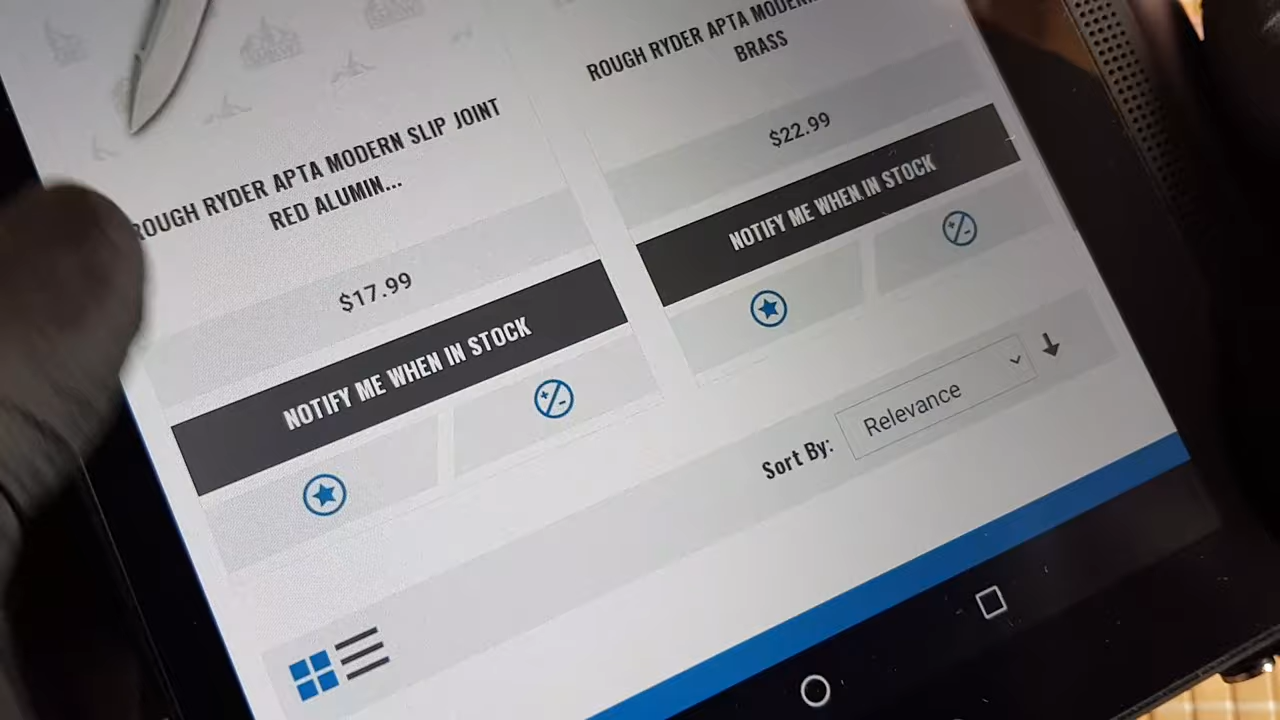 ROUGH RYDER APTA MODERN SLIP JOINT
RED ALUMIN...
$17.99
NOTIFY ME WHEN IN STOCK
ROUGH RYDER APTA MODERN
BRASS
$22.99
NOTIFY ME WHEN IN STOCK
Sort By: Relevance